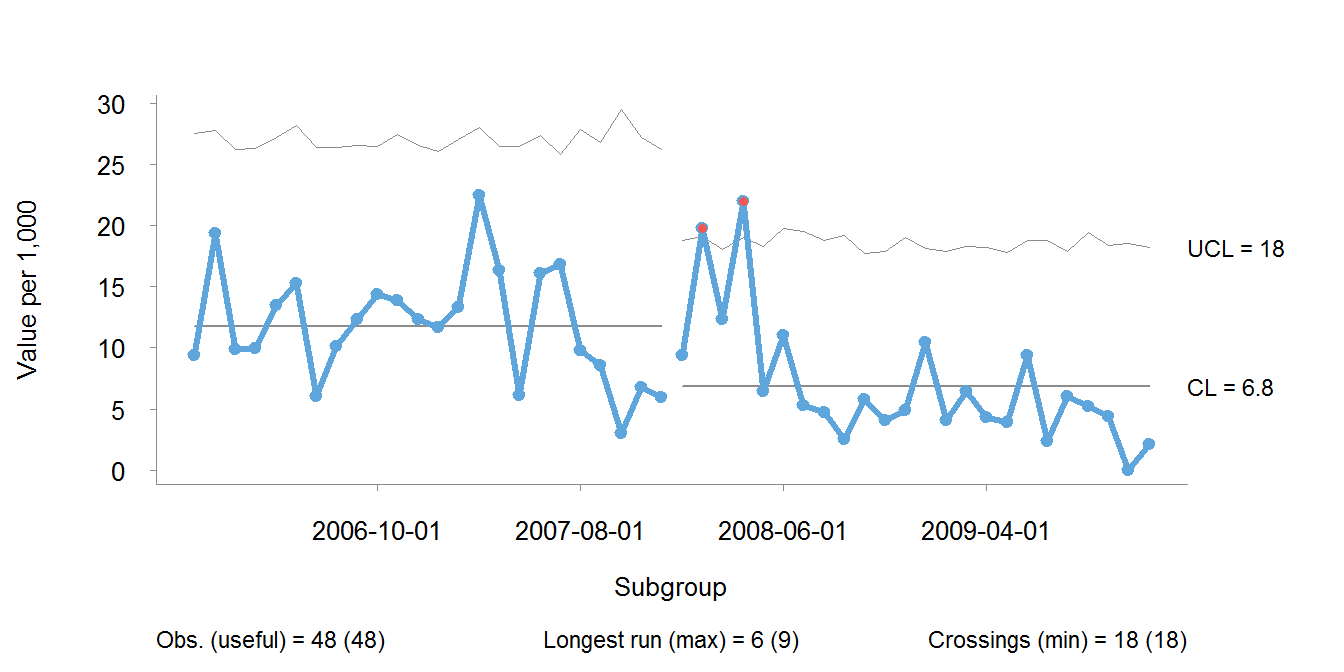 Value per 1,000
30
25
20
15
10
5
0
UCL = 18
CL = 6.8
2006-10-01 2007-08-01 2008-06-01 2009-04-01
Subgroup
Obs. (useful) = 48 (48) Longest run (max) = 6 (9) Crossings (min) = 18 (18)